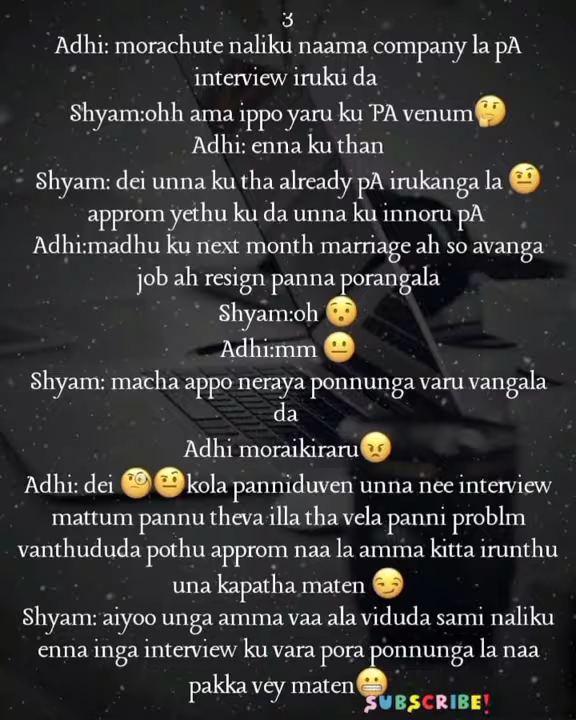 3
Adhi: morachute naliku naama company la pA
interview iruku da
Shyam:ohh ama ippo yaru ku PA venum🤔
Adhi: enna ku than
Shyam: dei unna ku tha already pA irukanga la 🤨
approm yethu ku da unna ku innoru pA
Adhi:madhu ku next month marriage ah so avanga
job ah resign panna porangala
Shyam:oh 😯
Adhi:mm 😐
Shyam: macha appo neraya ponnunga varu vangala
da
Adhi moraikiraru😠
Adhi: dei 🧐🤨kola panniduven unna nee interview
mattum pannu theva illa tha vela panni problm
vanthududa pothu approm naa la amma kitta irunthu
una kapatha maten 😏
Shyam: aiyoo unga amma vaa ala viduda sami naliku
enna inga interview ku vara pora ponnunga la naa
pakka vey maten😬
SUBSCRIBE!